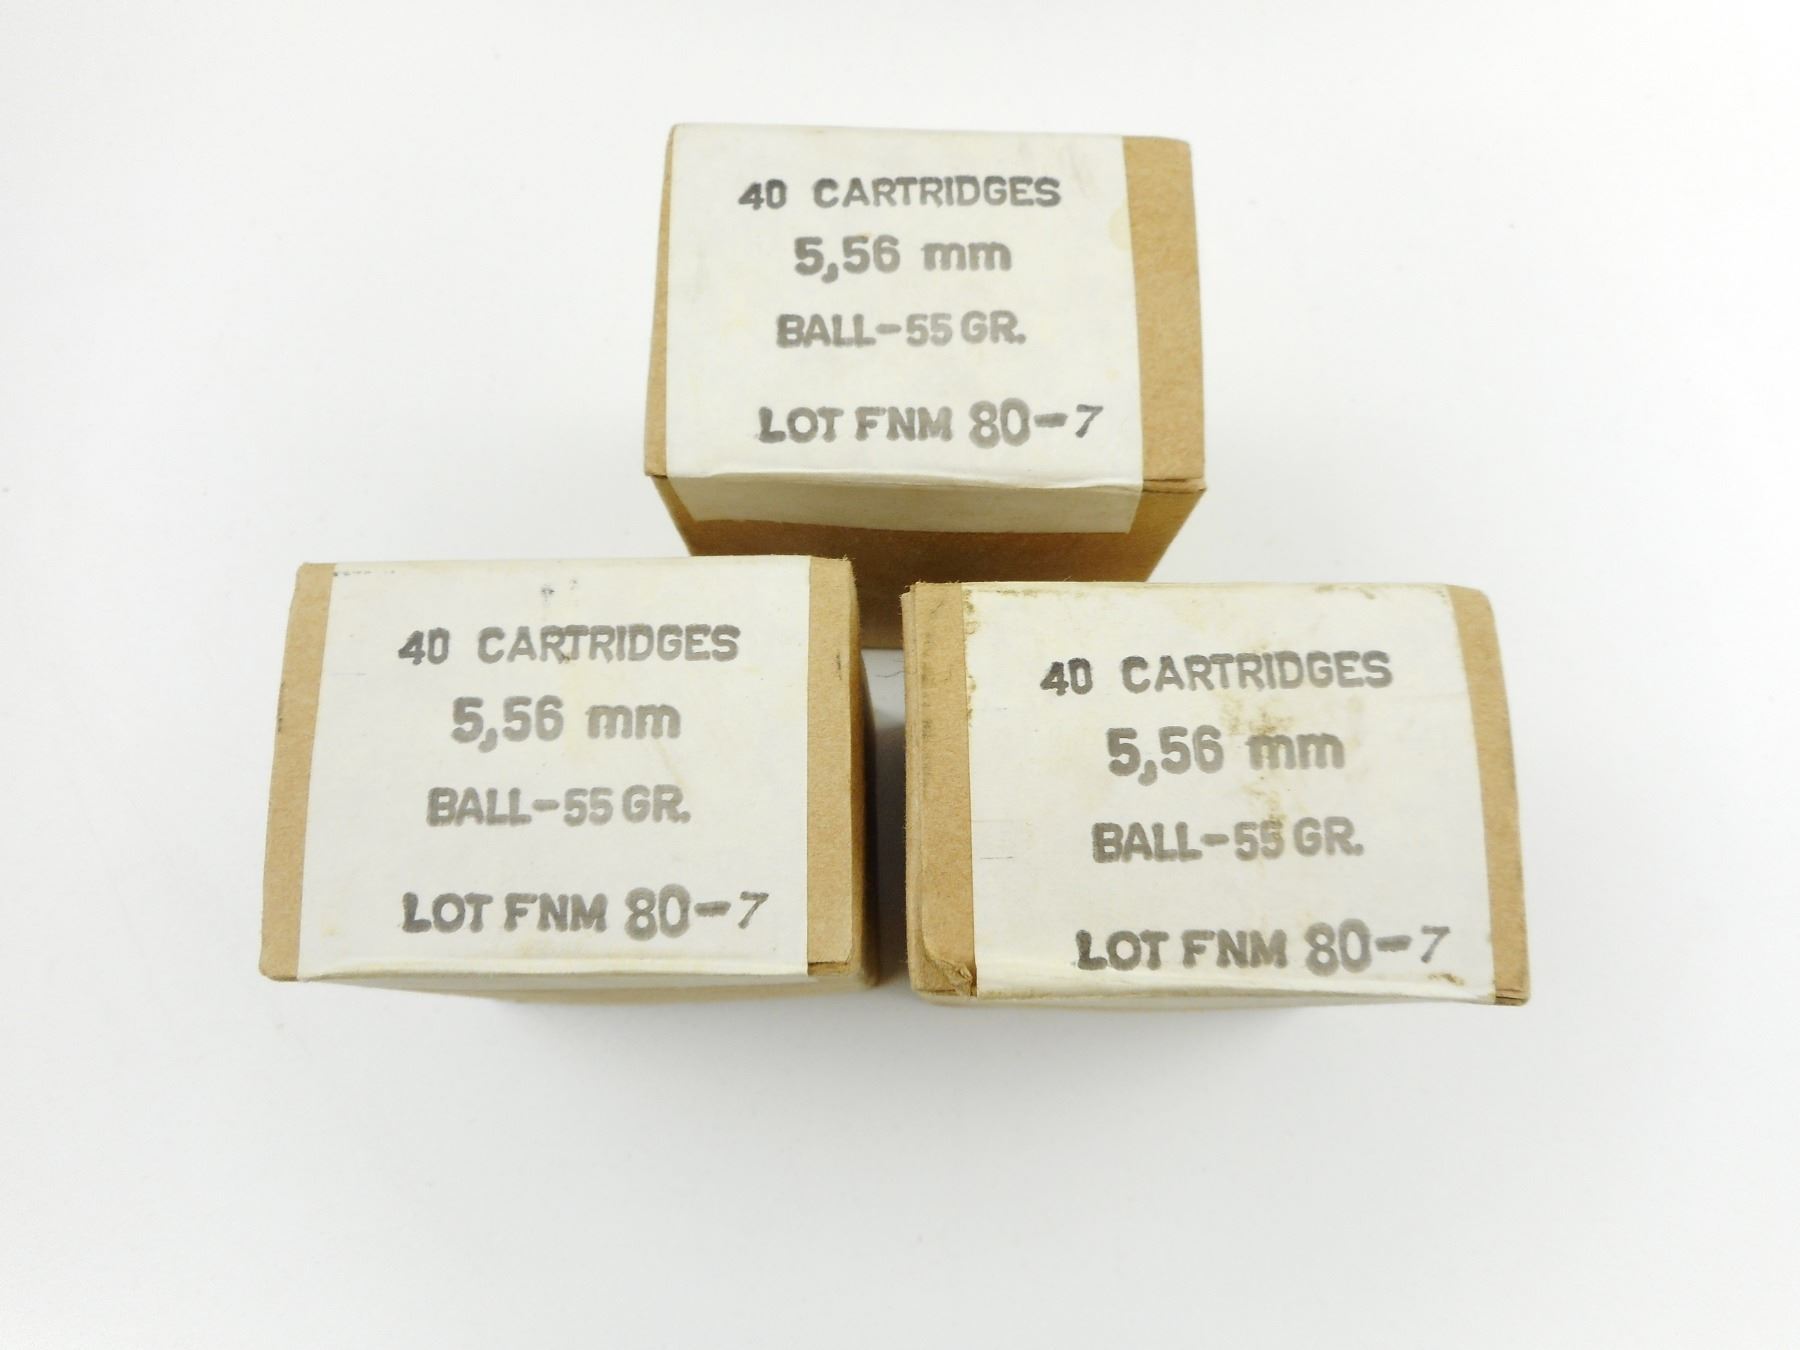 40 CARTRIDGES
5,56 mm
BALL-55 GR.
LOT FNM 80-7
40 CARTRIDGES
5,56 mm
BALL-55 GR.
LOT FNM 80-7
40 CARTRIDGES
5,56 mm
BALL-55 GR.
LOT FNM 80-7